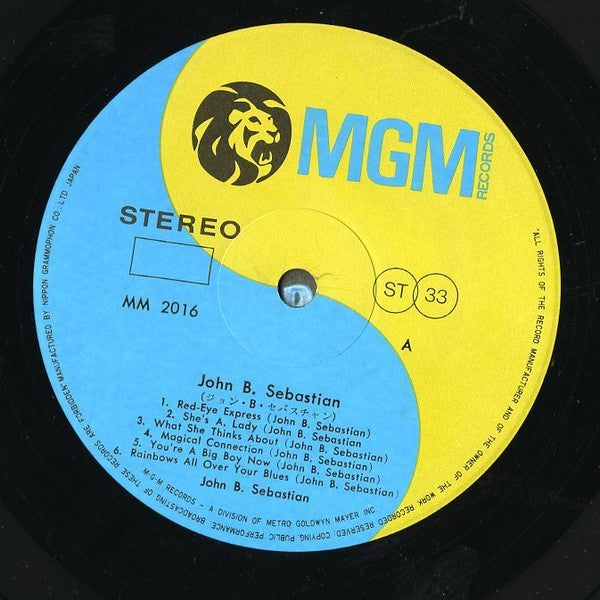 MGM
RECORDS
STEREO
MM 2016
ST 33
A
John B. Sebastian
(ジョン・B・セバスチャン)
1. Red-Eye Express (John B. Sebastian)
2. She's A. Lady (John B. Sebastian
3. What She Thinks About (John B. Sebastian)
4. Magical Connection (John B. Sebastian)
5. You're A Big Boy Now (John B. Sebastian)
6. Rainbows All Over Your Blues (John B. Sebastian)
John B. Sebastian
M-G-M RECORDS - A DIVISION OF METRO GOLDWYN MAYER INC.
"ALL RIGHTS OF THE RECORD MANUFACTURER AND OF THE OWNER OF THE WORK RECORDED RESERVED. COPYING, PUBLIC PERFORMANCE BROADCASTING OF THESE RECORDS ARE FORBIDDEN" MANUFACTURED BY NIPPON GRAMMOPHON CO. LTD JAPAN